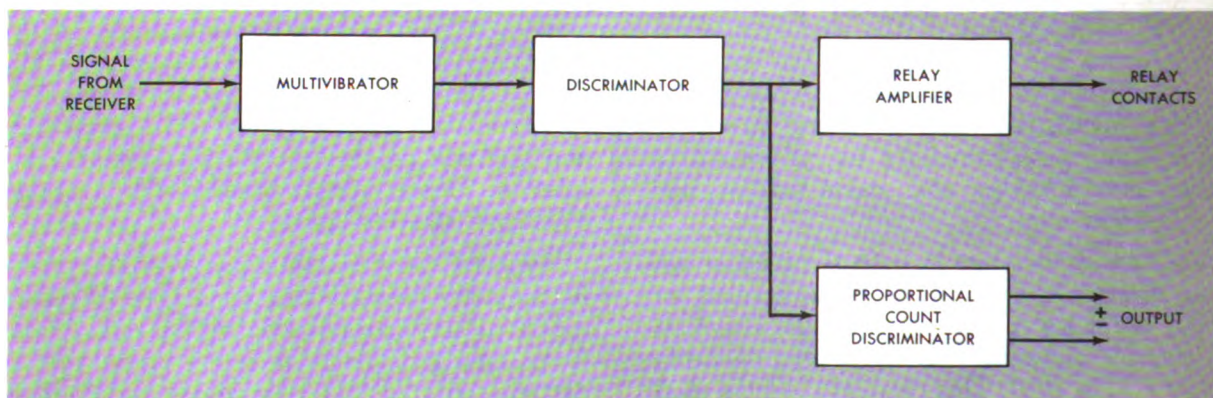 SIGNAL
FROM
RECEIVER
MULTIVIBRATOR
DISCRIMINATOR
RELAY
AMPLIFIER
RELAY
CONTACTS
PROPORTIONAL
COUNT
DISCRIMINATOR
+
−
OUTPUT